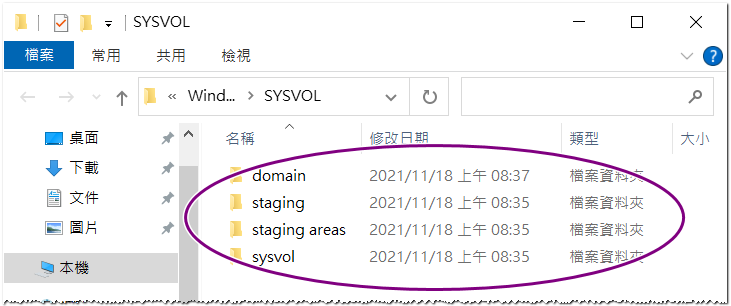 SYSVOL
檔案 常用 共用 檢視
« Wind... SYSVOL
名稱 修改日期 類型 大小
桌面
下載
文件
圖片
本機
domain 2021/11/18 上午 08:37 檔案資料夾
staging 2021/11/18 上午 08:35 檔案資料夾
staging areas 2021/11/18 上午 08:35 檔案資料夾
sysvol 2021/11/18 上午 08:35 檔案資料夾